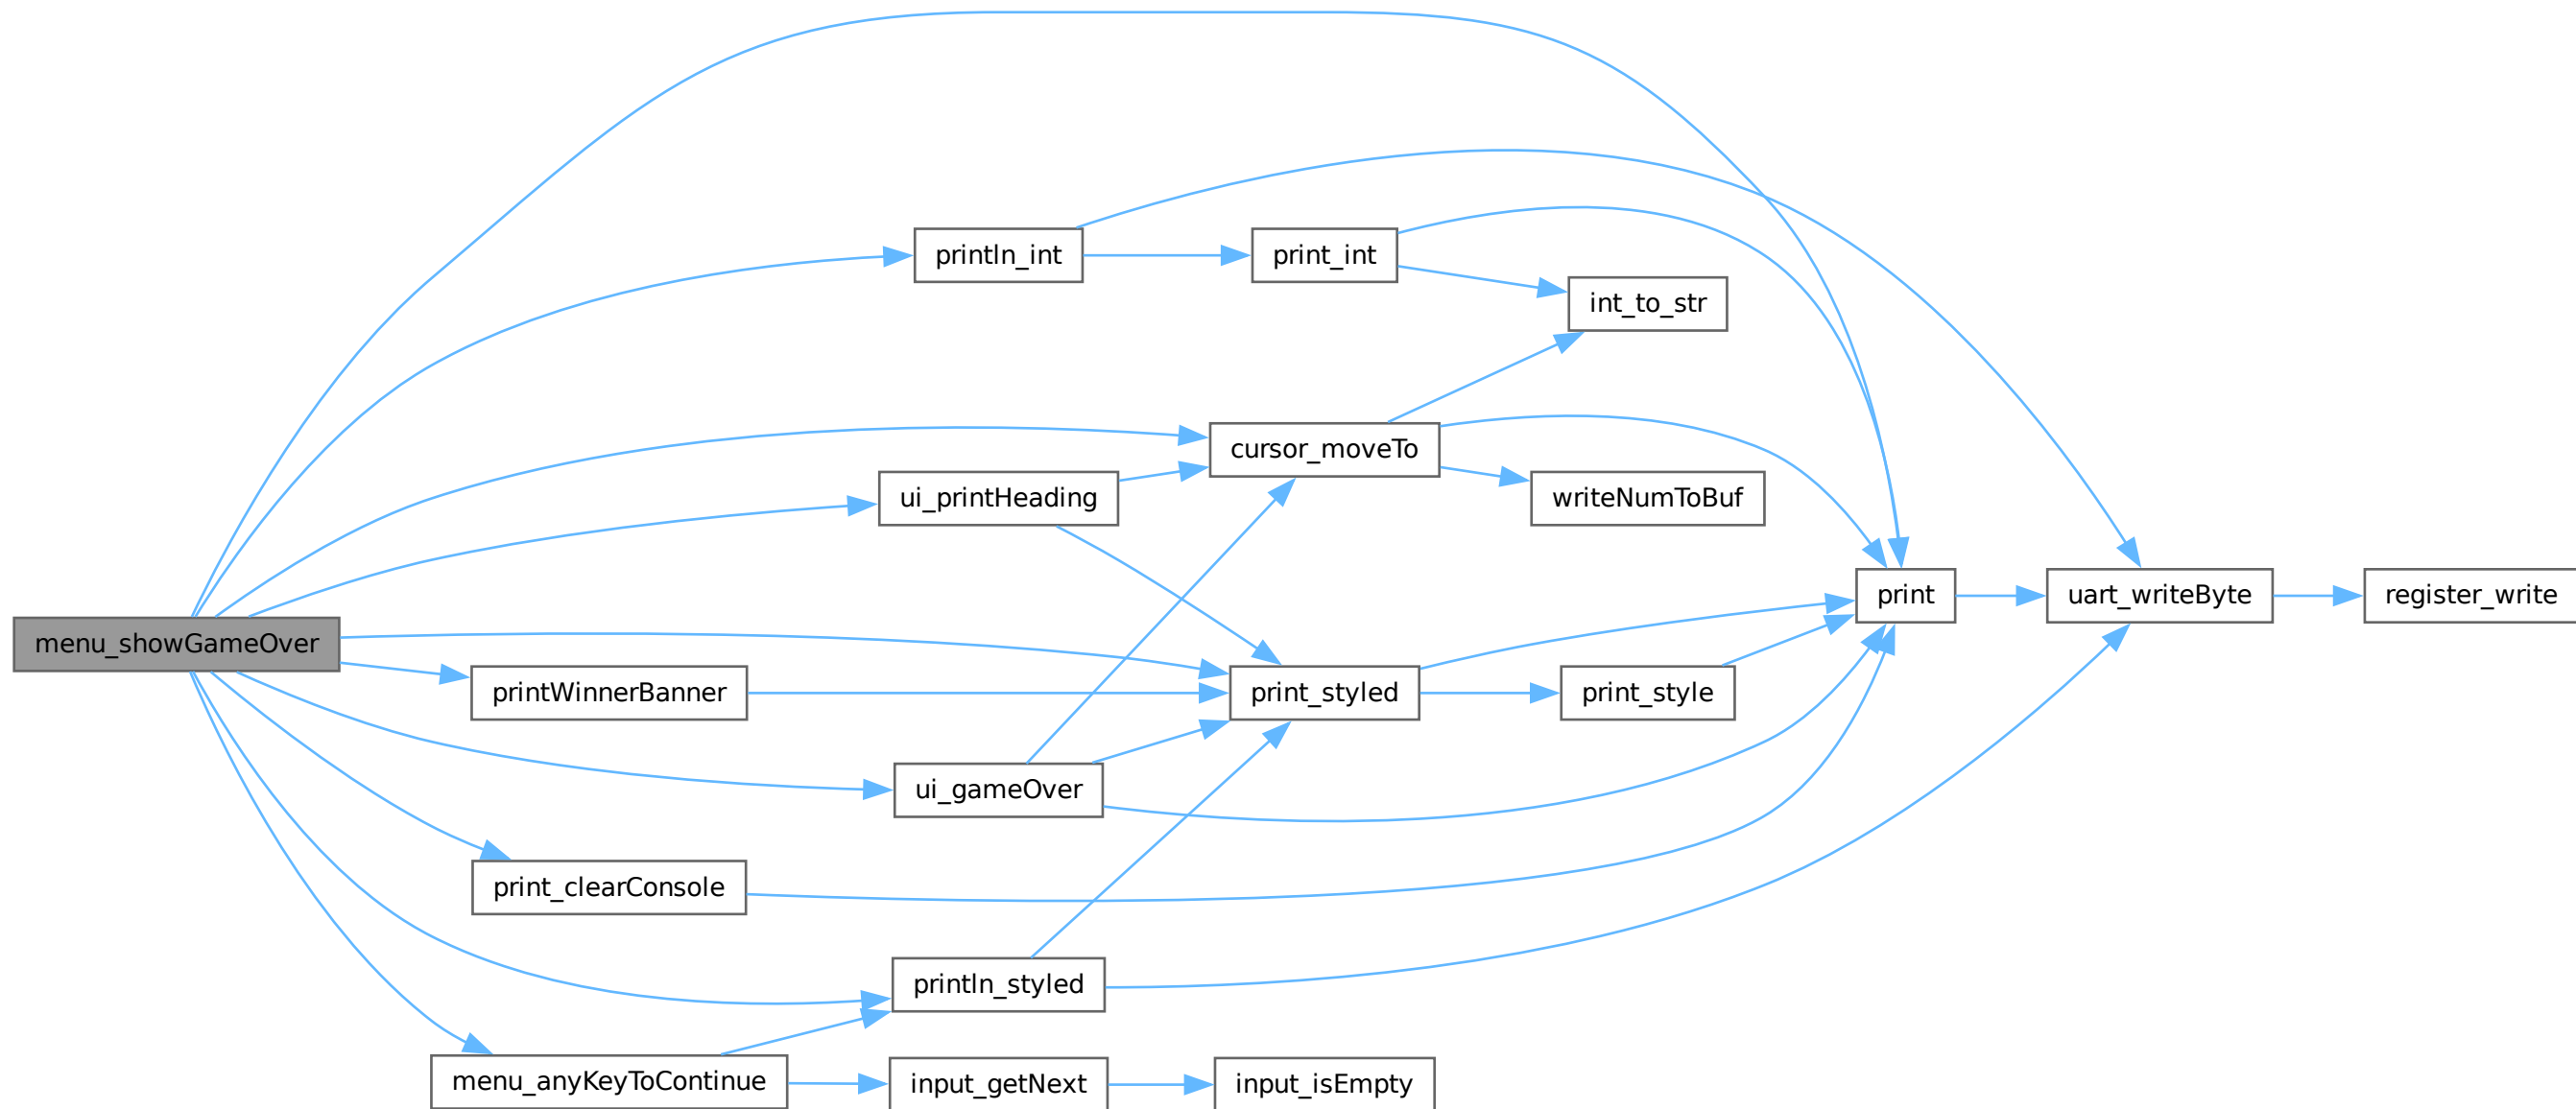 println_int
print_int
int_to_str
cursor_moveTo
ui_printHeading
writeNumToBuf
print
uart_writeByte
register_write
menu_showGameOver
printWinnerBanner
print_styled
print_style
ui_gameOver
print_clearConsole
println_styled
menu_anyKeyToContinue
input_getNext
input_isEmpty